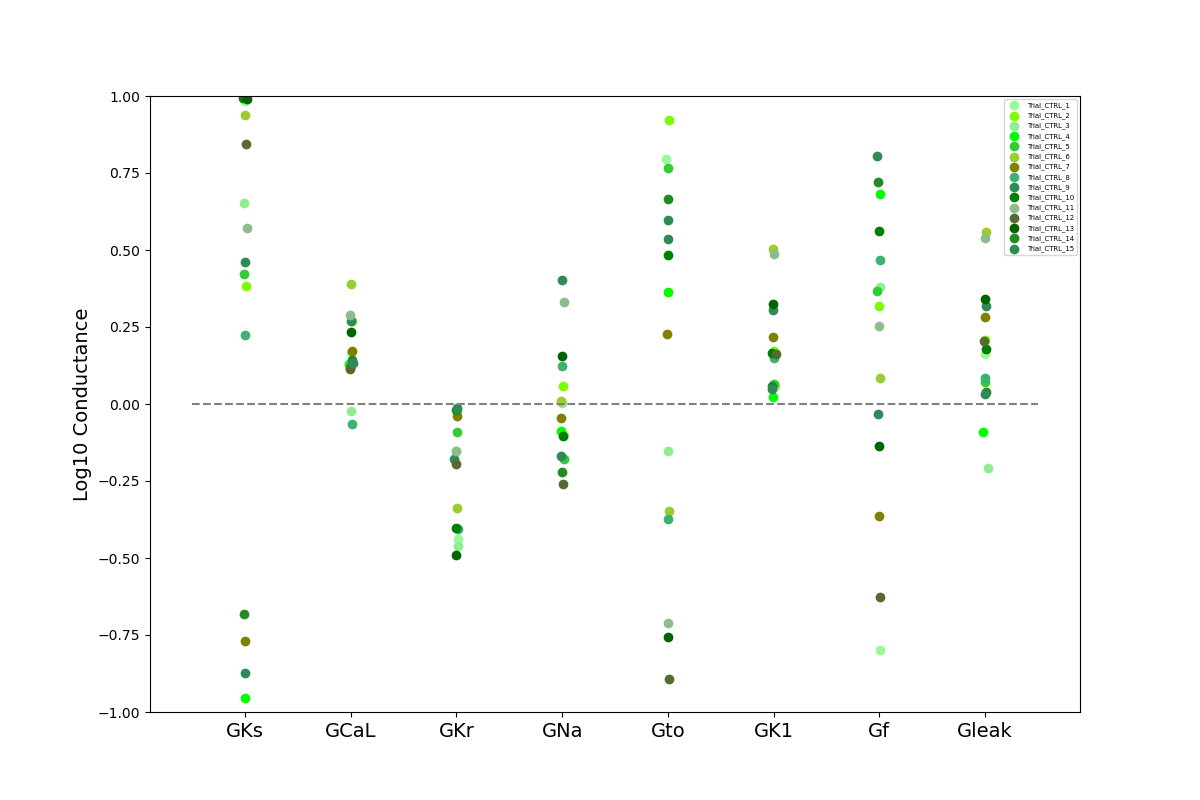 Log10 Conductance
1.00
0.75
0.50
0.25
0.00
−0.25
−0.50
−0.75
−1.00
GKs
GCaL
GKr
GNa
Gto
GK1
Gf
Gleak
Trial_CTRL_1
Trial_CTRL_2
Trial_CTRL_3
Trial_CTRL_4
Trial_CTRL_5
Trial_CTRL_6
Trial_CTRL_7
Trial_CTRL_8
Trial_CTRL_9
Trial_CTRL_10
Trial_CTRL_11
Trial_CTRL_12
Trial_CTRL_13
Trial_CTRL_14
Trial_CTRL_15